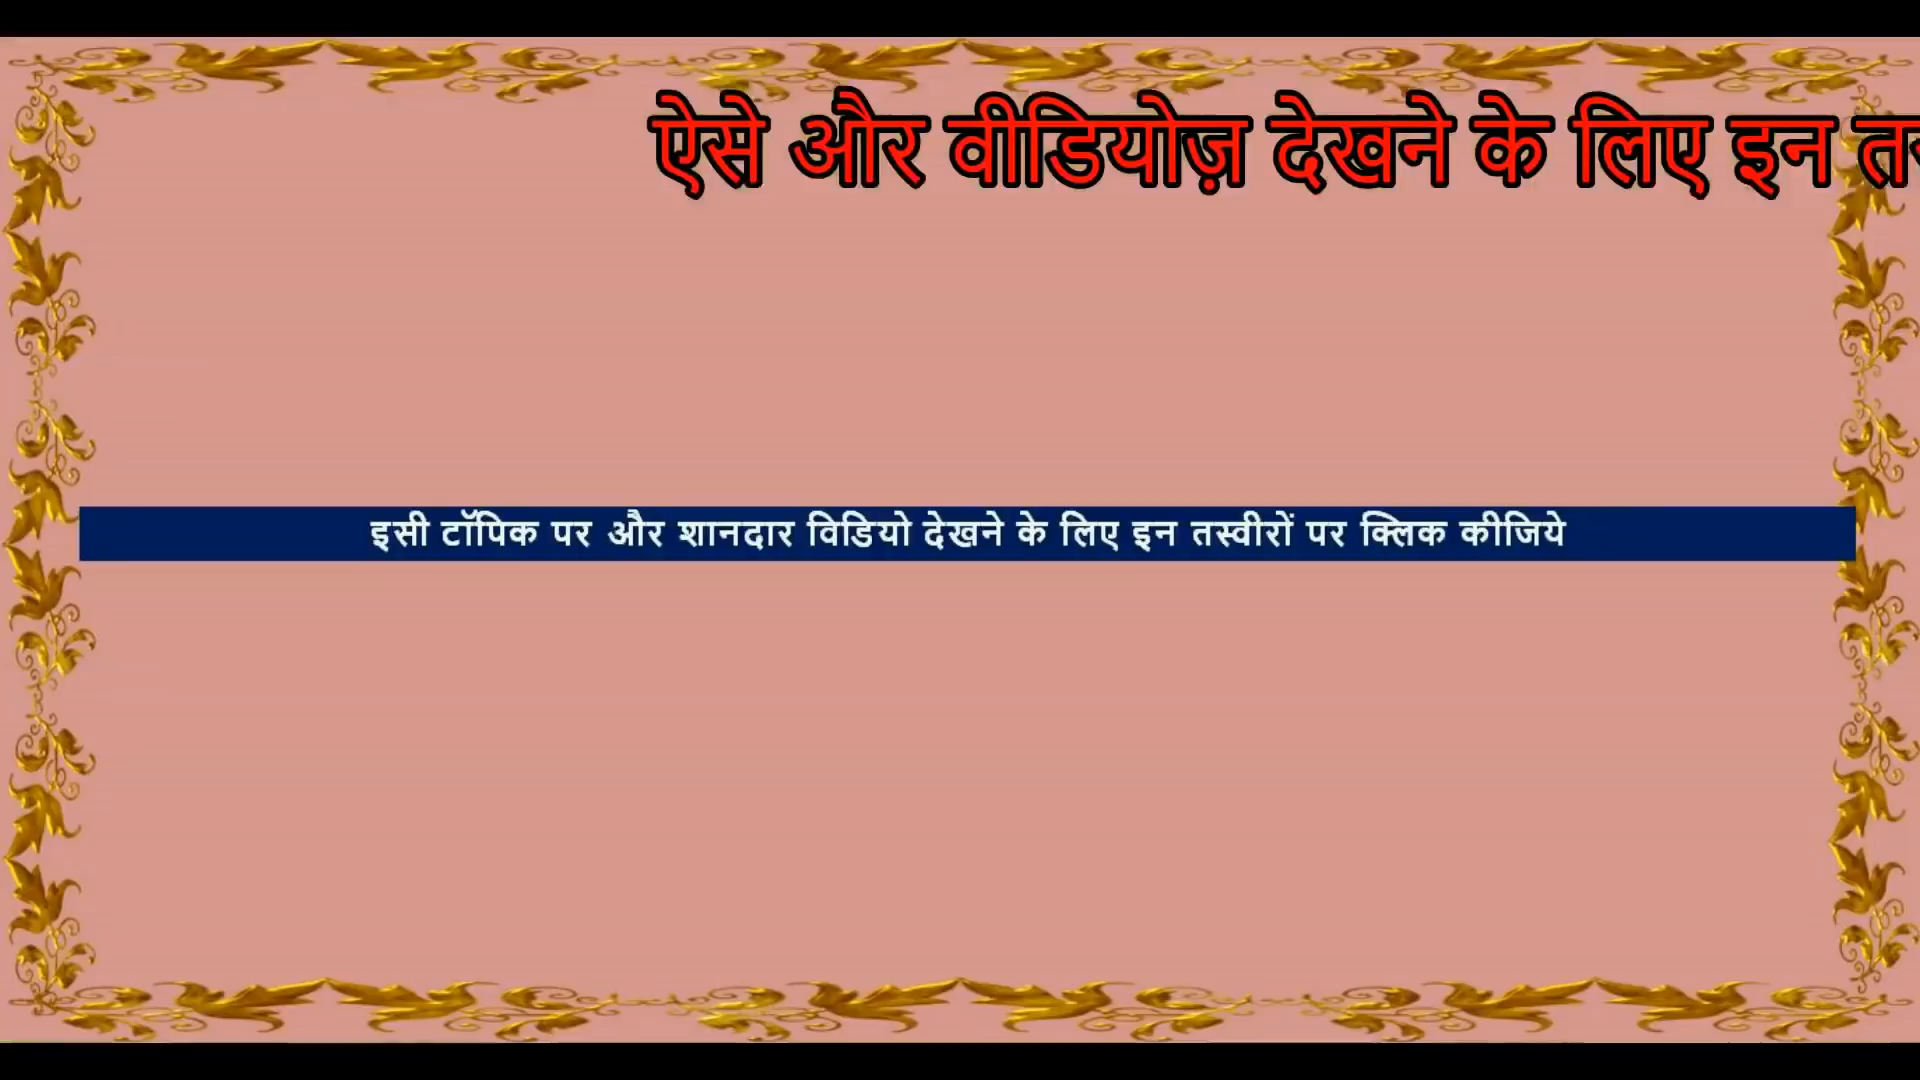 ऐसे और वीडियोज़ देखने के लिए इन
इसी टॉपिक पर और शानदार विडियो देखने के लिए इन तस्वीरों पर क्लिक कीजिये